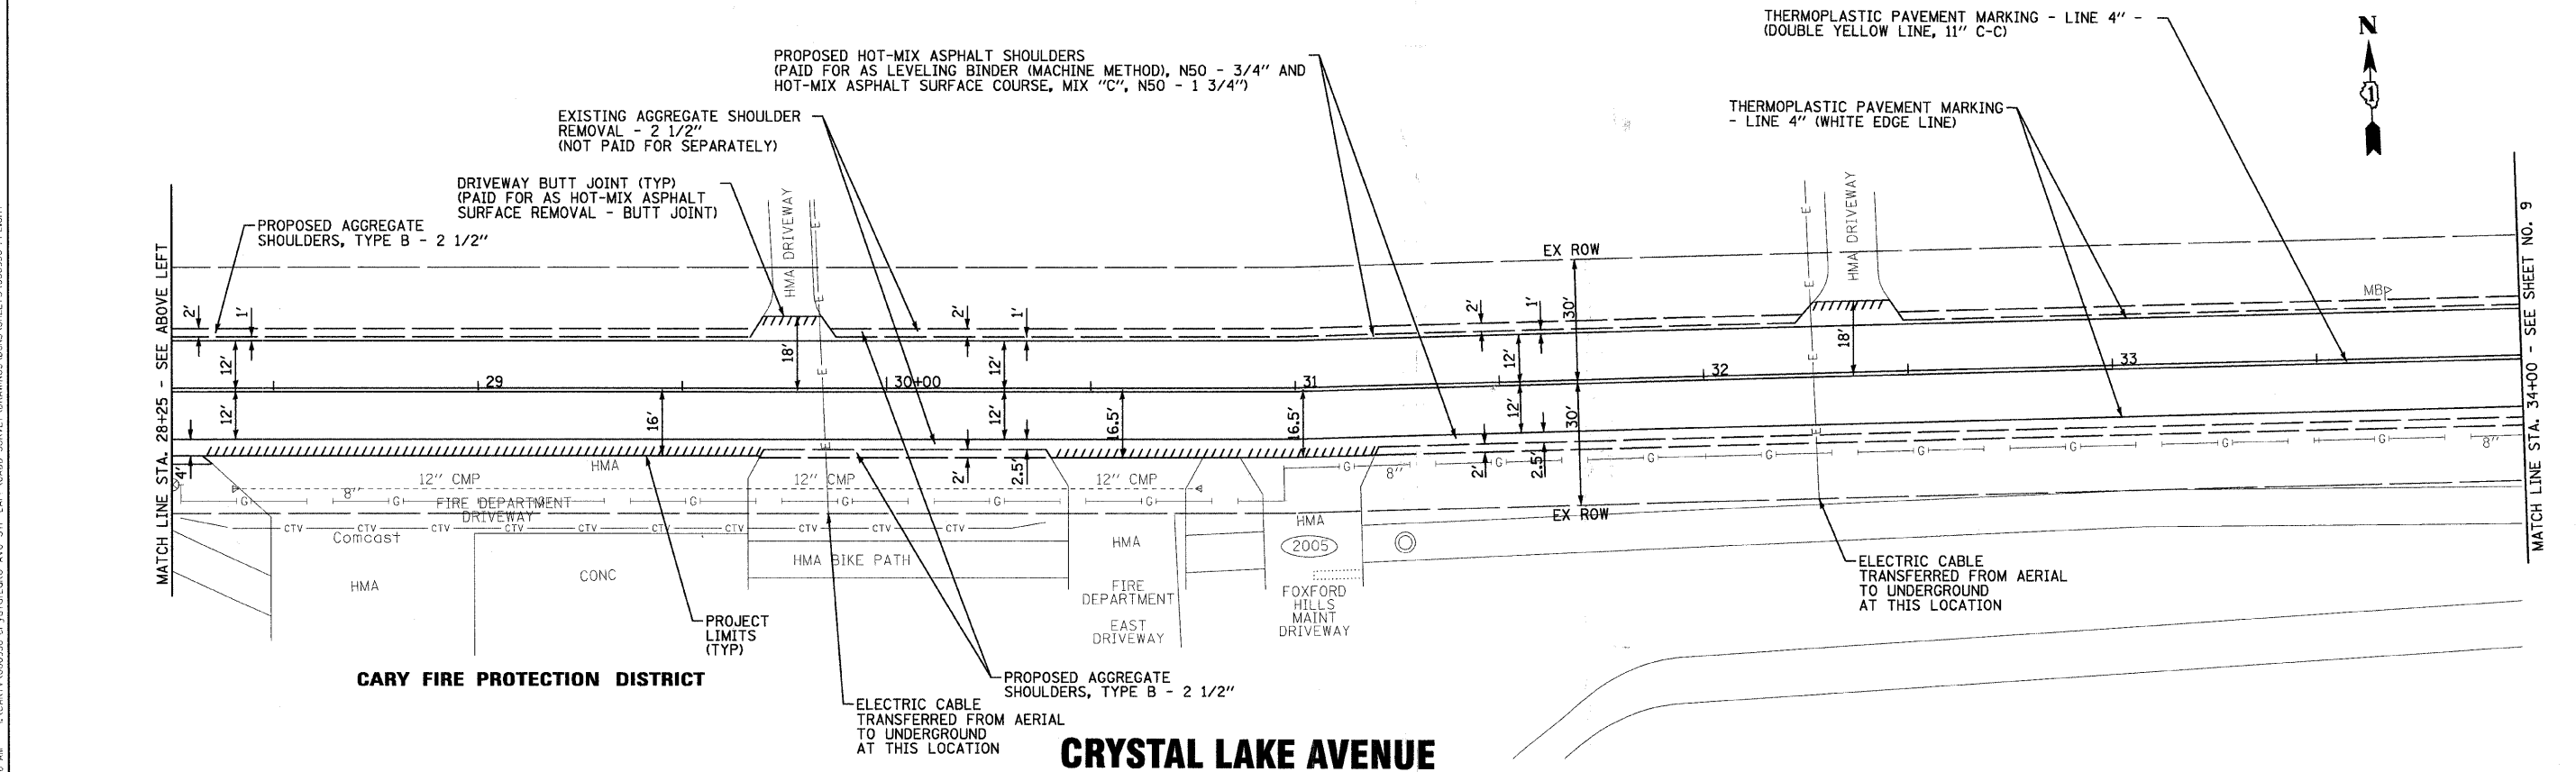 THERMOPLASTIC PAVEMENT MARKING - LINE 4" -
(DOUBLE YELLOW LINE, 11" C-C)
N
1
PROPOSED HOT-MIX ASPHALT SHOULDERS
(PAID FOR AS LEVELING BINDER (MACHINE METHOD), N50 - 3/4" AND
HOT-MIX ASPHALT SURFACE COURSE, MIX "C", N50 - 1 3/4")
THERMOPLASTIC PAVEMENT MARKING
- LINE 4" (WHITE EDGE LINE)
EXISTING AGGREGATE SHOULDER
REMOVAL - 2 1/2"
(NOT PAID FOR SEPARATELY)
DRIVEWAY BUTT JOINT (TYP)
(PAID FOR AS HOT-MIX ASPHALT
SURFACE REMOVAL - BUTT JOINT)
PROPOSED AGGREGATE
SHOULDERS, TYPE B - 2 1/2"
HMA DRIVEWAY
E
HMA DRIVEWAY
E
MATCH LINE STA. 28+25 - SEE ABOVE LEFT
MATCH LINE STA. 34+00 - SEE SHEET NO. 9
EX ROW
MB
2'
1'
2'
1'
2'
1'
30'
12'
18'
12'
12'
18'
29
30+00
31
32
33
12'
16'
12'
16.5'
16.5'
12'
30'
4'
2'
2.5'
2'
2.5'
HMA
12" CMP
12" CMP
12" CMP
8"
8"
8"
G
G
G
G
G
G
G
G
G
G
G
G
G
G
FIRE DEPARTMENT
DRIVEWAY
CTV CTV CTV CTV CTV CTV CTV CTV CTV CTV
Comcast
EX ROW
HMA
2005
HMA
HMA BIKE PATH
HMA
CONC
FIRE
DEPARTMENT
EAST
DRIVEWAY
FOXFORD
HILLS
MAINT
DRIVEWAY
ELECTRIC CABLE
TRANSFERRED FROM AERIAL
TO UNDERGROUND
AT THIS LOCATION
PROJECT
LIMITS
(TYP)
CARY FIRE PROTECTION DISTRICT
PROPOSED AGGREGATE
SHOULDERS, TYPE B - 2 1/2"
ELECTRIC CABLE
TRANSFERRED FROM AERIAL
TO UNDERGROUND
AT THIS LOCATION
CRYSTAL LAKE AVENUE